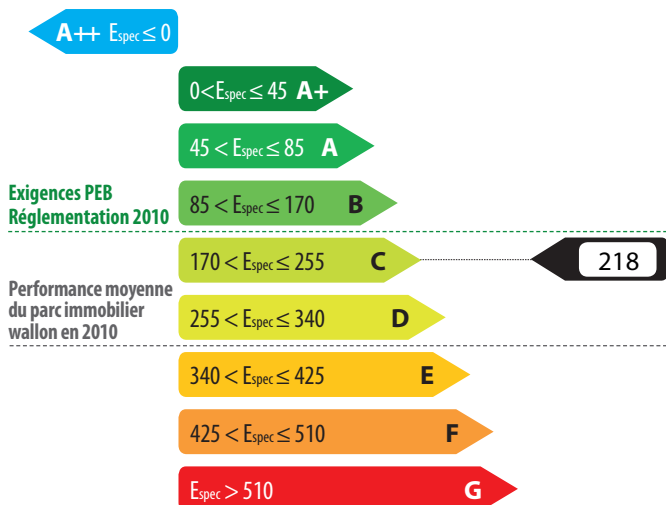 A++ Espec ≤ 0
0 < Espec ≤ 45 A+
45 < Espec ≤ 85 A
Exigences PEB
Réglementation 2010
85 < Espec ≤ 170 B
170 < Espec ≤ 255 C
218
Performance moyenne
du parc immobilier
wallon en 2010
255 < Espec ≤ 340 D
340 < Espec ≤ 425 E
425 < Espec ≤ 510 F
Espec > 510 G